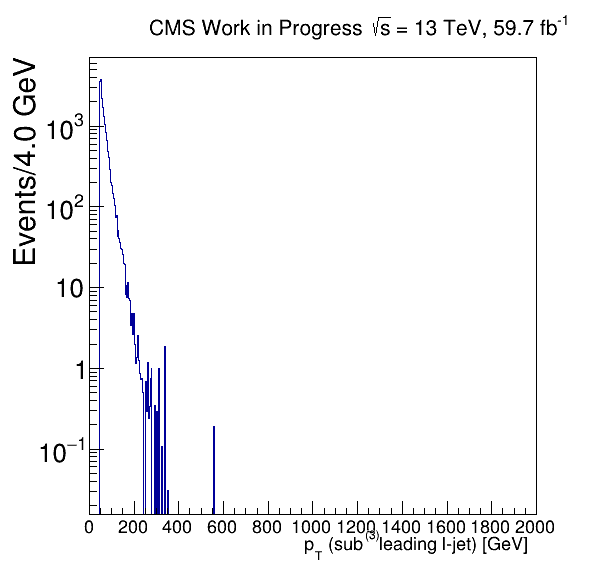 CMS Work in Progress √s = 13 TeV, 59.7 fb⁻¹
Events/4.0 GeV
10³
10²
10
1
10⁻¹
0 200 400 600 800 1000 1200 1400 1600 1800 2000
p_T (sub⁽³⁾leading l-jet) [GeV]